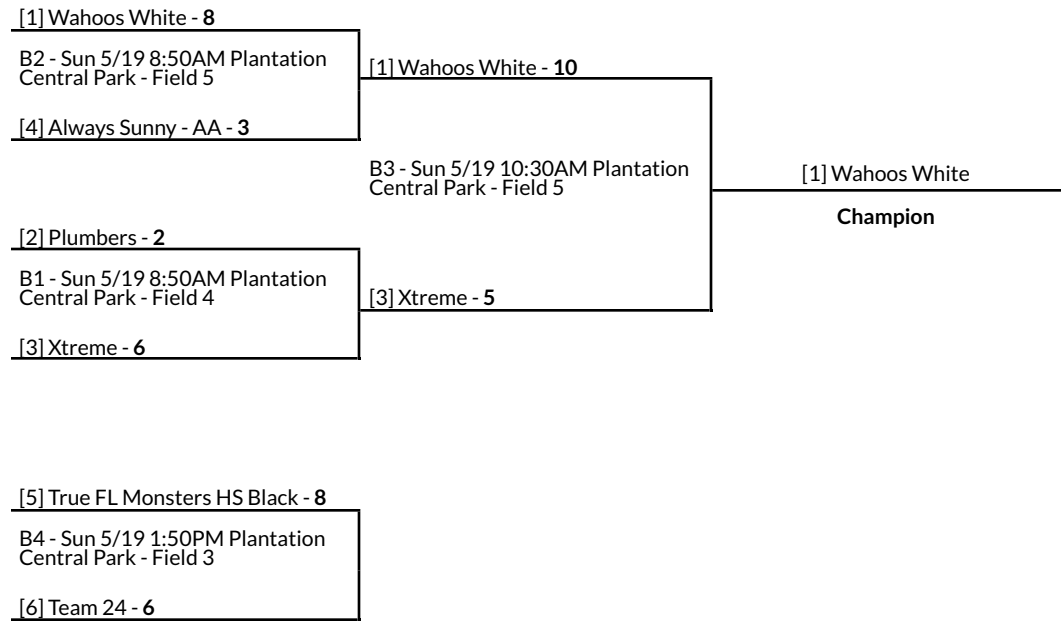 [1] Wahoos White - 8
B2 - Sun 5/19 8:50AM Plantation
Central Park - Field 5
[4] Always Sunny - AA - 3
[1] Wahoos White - 10
B3 - Sun 5/19 10:30AM Plantation
Central Park - Field 5
[1] Wahoos White
Champion
[2] Plumbers - 2
B1 - Sun 5/19 8:50AM Plantation
Central Park - Field 4
[3] Xtreme - 6
[3] Xtreme - 5
[5] True FL Monsters HS Black - 8
B4 - Sun 5/19 1:50PM Plantation
Central Park - Field 3
[6] Team 24 - 6